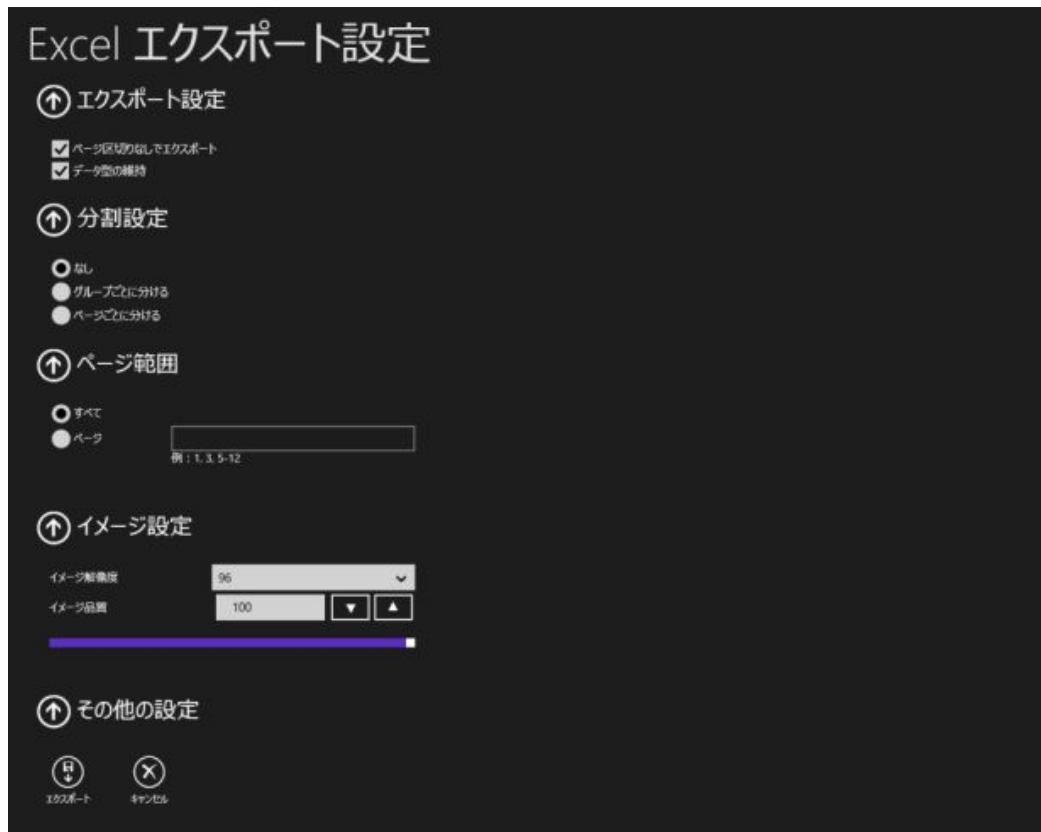 Excel エクスポート設定
エクスポート設定
ページ区切りなしでエクスポート
データ型の維持
分割設定
なし
グループごとに分ける
ページごとに分ける
ページ範囲
すべて
ページ
例 : 1, 3, 5-12
イメージ設定
イメージ解像度 96
イメージ品質 100
その他の設定
エクスポート キャンセル